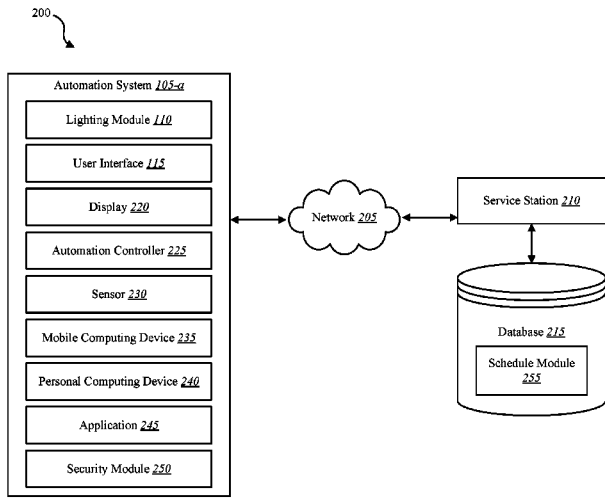 200
Automation System 105-a
Lighting Module 110
User Interface 115
Display 220
Automation Controller 225
Sensor 230
Mobile Computing Device 235
Personal Computing Device 240
Application 245
Security Module 250
Network 205
Service Station 210
Database 215
Schedule Module
255